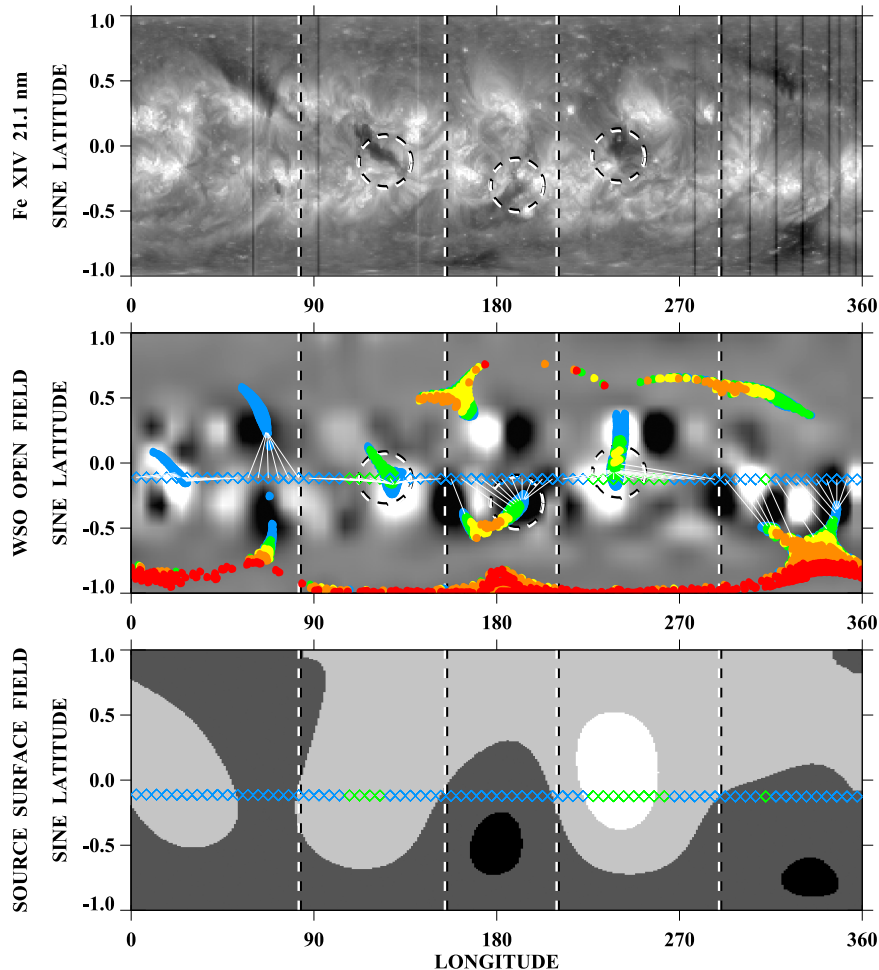 Fe XIV 21.1 nm
SINE LATITUDE
1.0
0.5
0.0
-0.5
-1.0
0 90 180 270 360
WSO OPEN FIELD
SINE LATITUDE
1.0
0.5
0.0
-0.5
-1.0
0 90 180 270 360
SOURCE SURFACE FIELD
SINE LATITUDE
1.0
0.5
0.0
-0.5
-1.0
0 90 180 270 360
LONGITUDE